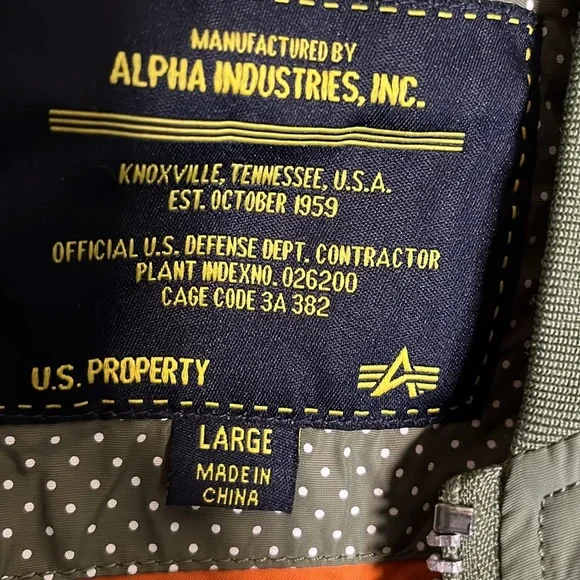 MANUFACTURED BY
ALPHA INDUSTRIES, INC.
KNOXVILLE, TENNESSEE, U.S.A.
EST. OCTOBER 1959
OFFICIAL U.S. DEFENSE DEPT. CONTRACTOR
PLANT INDEXNO. 026200
CAGE CODE 3A 382
U.S. PROPERTY
LARGE
MADE IN
CHINA